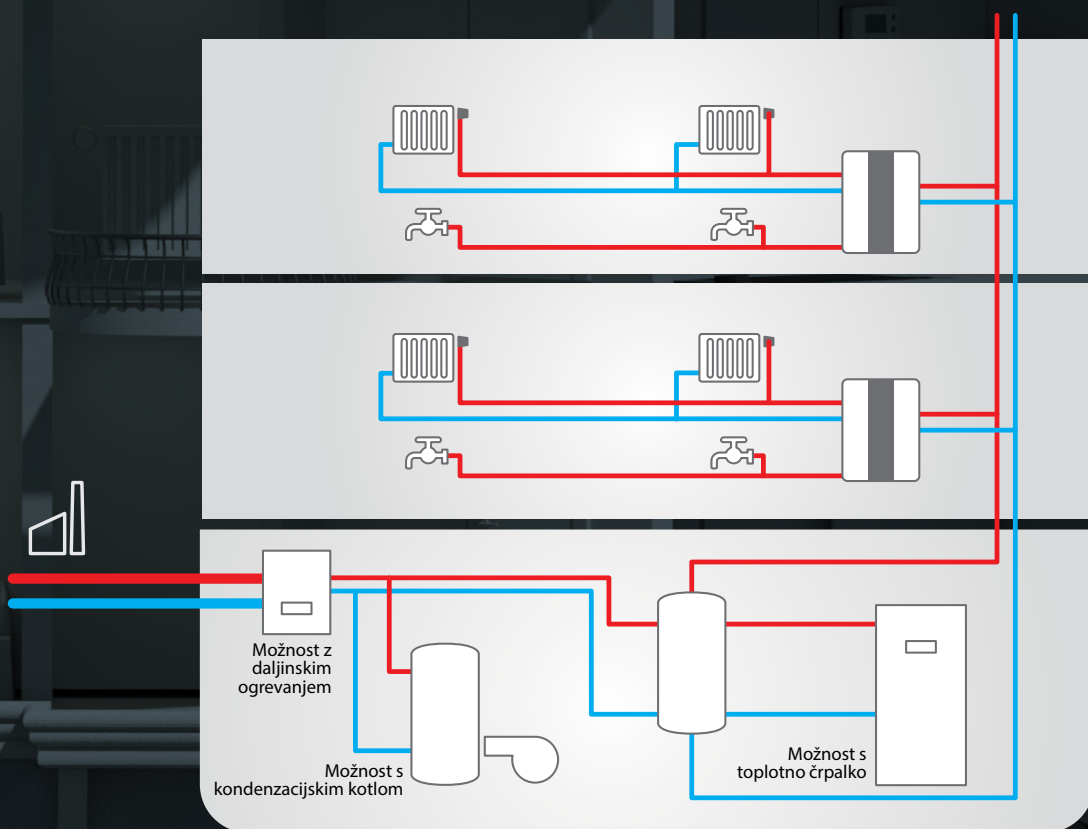 Možnost z
daljinskim
ogrevanjem
Možnost s
kondenzacijskim kotlom
Možnost s
toplotno črpalko